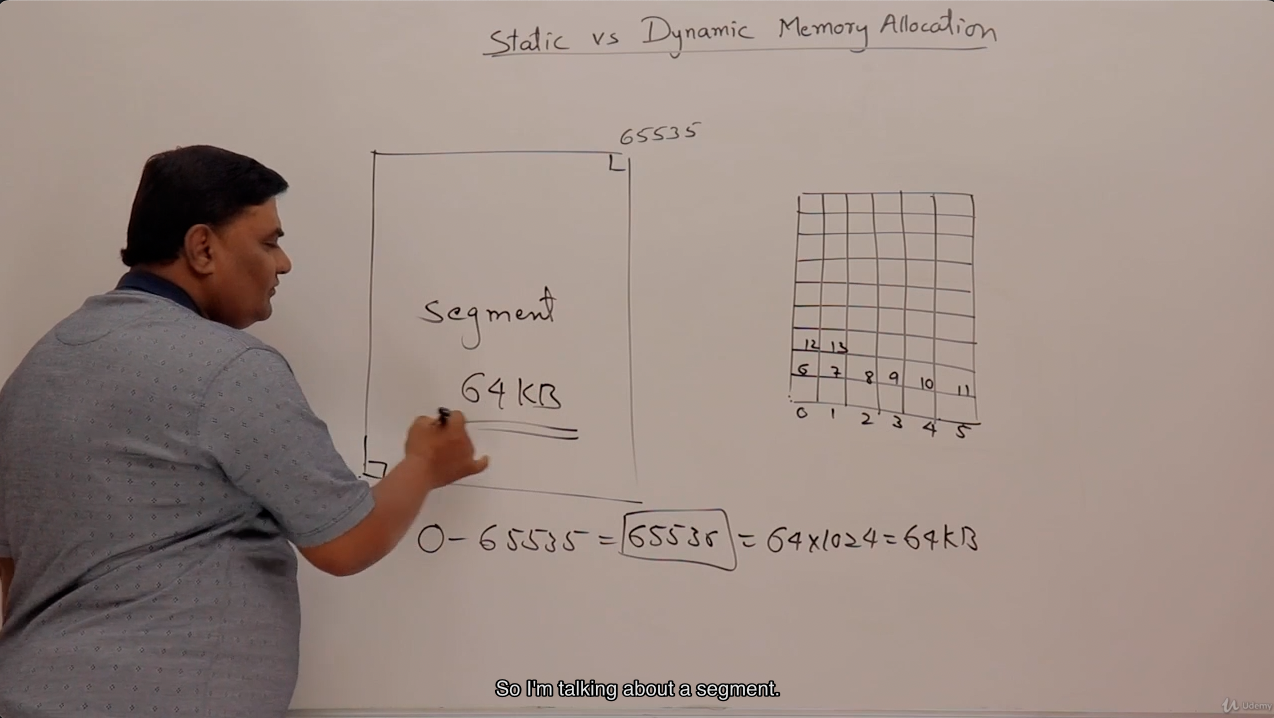 Static vs Dynamic Memory Allocation
65535
segment
64 KB
12 13
6 7 8 9 10 11
0 1 2 3 4 5
0 - 65535 = 65536 = 64x1024 = 64KB
So I'm talking about a segment.
Udemy